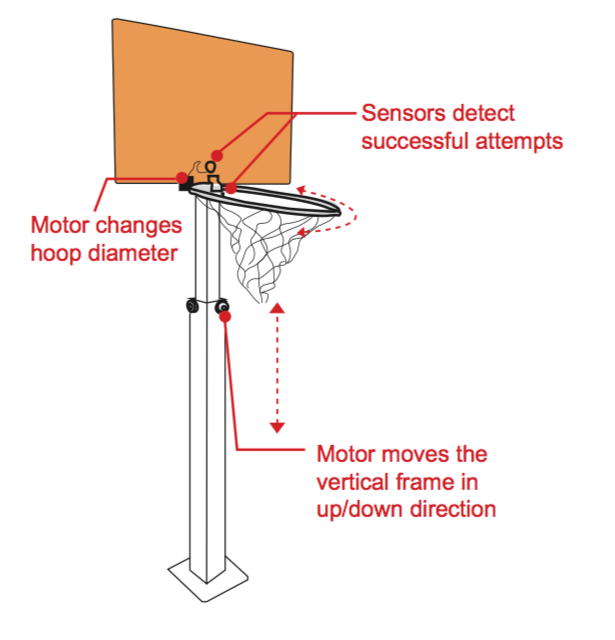 Sensors detect
successful attempts
Motor changes
hoop diameter
Motor moves the
vertical frame in
up/down direction